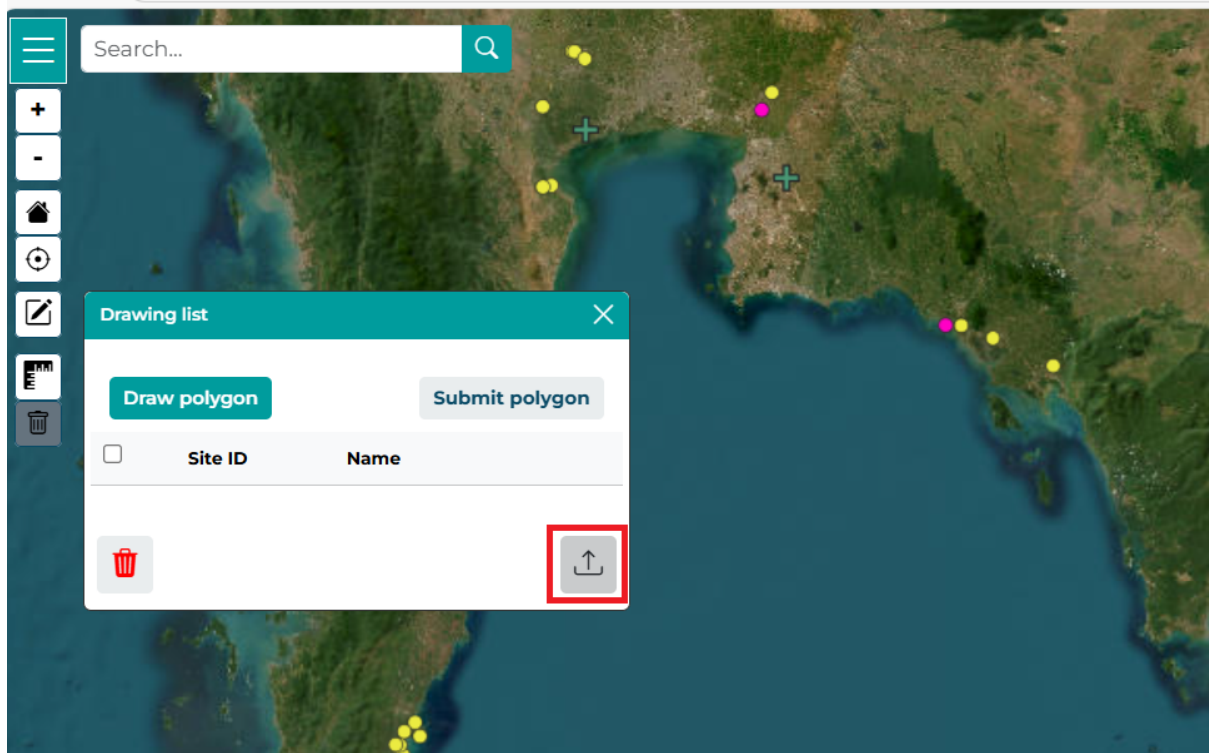 Search...
+
-
Drawing list
Draw polygon
Submit polygon
Site ID
Name